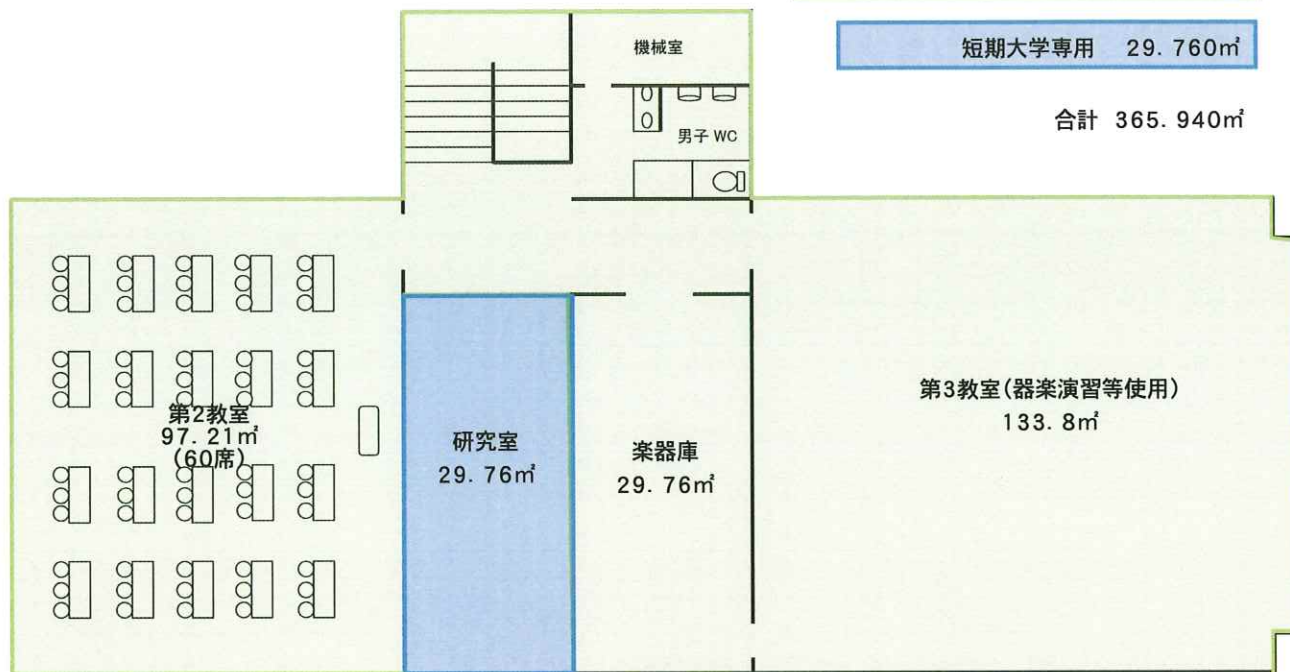 短期大学専用 29.760㎡
合計 365.940㎡
機械室
男子 WC
第2教室
97.21㎡
(60席)
研究室
29.76㎡
楽器庫
29.76㎡
第3教室(器楽演習等使用)
133.8㎡